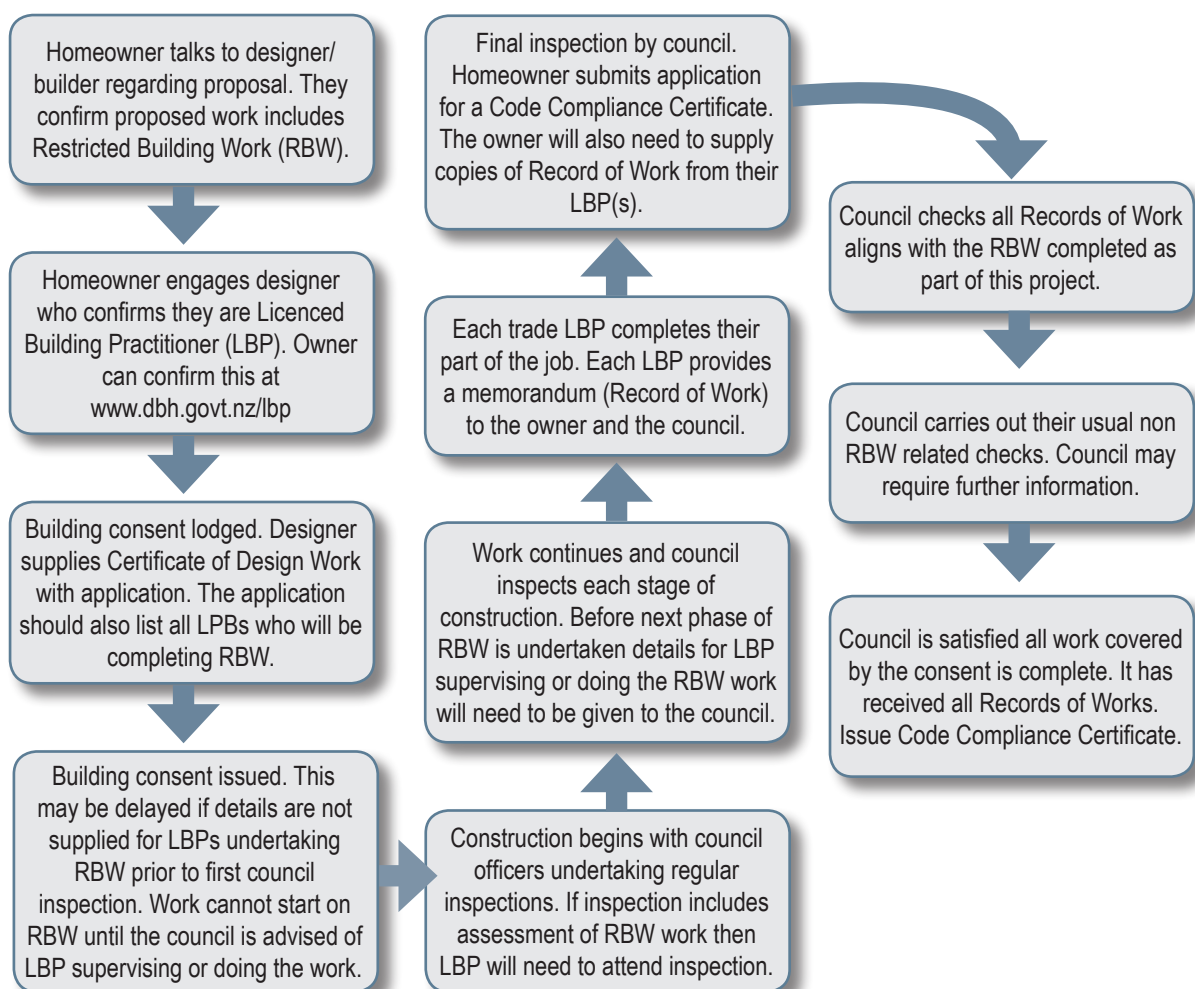 Homeowner talks to designer/
builder regarding proposal. They
confirm proposed work includes
Restricted Building Work (RBW).
Homeowner engages designer
who confirms they are Licenced
Building Practitioner (LBP). Owner
can confirm this at
www.dbh.govt.nz/lbp
Building consent lodged. Designer
supplies Certificate of Design Work
with application. The application
should also list all LPBs who will be
completing RBW.
Building consent issued. This
may be delayed if details are not
supplied for LBPs undertaking
RBW prior to first council
inspection. Work cannot start on
RBW until the council is advised of
LBP supervising or doing the work.
Construction begins with council
officers undertaking regular
inspections. If inspection includes
assessment of RBW work then
LBP will need to attend inspection.
Work continues and council
inspects each stage of
construction. Before next phase of
RBW is undertaken details for LBP
supervising or doing the RBW work
will need to be given to the council.
Each trade LBP completes their
part of the job. Each LBP provides
a memorandum (Record of Work)
to the owner and the council.
Final inspection by council.
Homeowner submits application
for a Code Compliance Certificate.
The owner will also need to supply
copies of Record of Work from their
LBP(s).
Council checks all Records of Work
aligns with the RBW completed as
part of this project.
Council carries out their usual non
RBW related checks. Council may
require further information.
Council is satisfied all work covered
by the consent is complete. It has
received all Records of Works.
Issue Code Compliance Certificate.